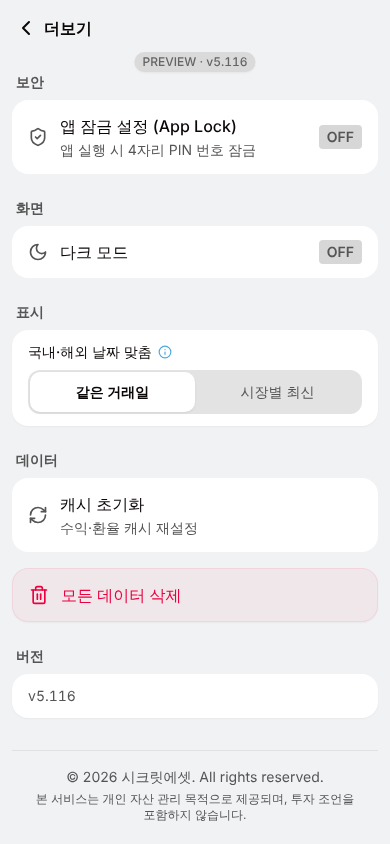 더보기
PREVIEW · v5.116
보안
앱 잠금 설정 (App Lock)
앱 실행 시 4자리 PIN 번호 잠금
OFF
화면
다크 모드
OFF
표시
국내·해외 날짜 맞춤
같은 거래일
시장별 최신
데이터
캐시 초기화
수익·환율 캐시 재설정
모든 데이터 삭제
버전
v5.116
© 2026 시크릿에셋. All rights reserved.
본 서비스는 개인 자산 관리 목적으로 제공되며, 투자 조언을
포함하지 않습니다.